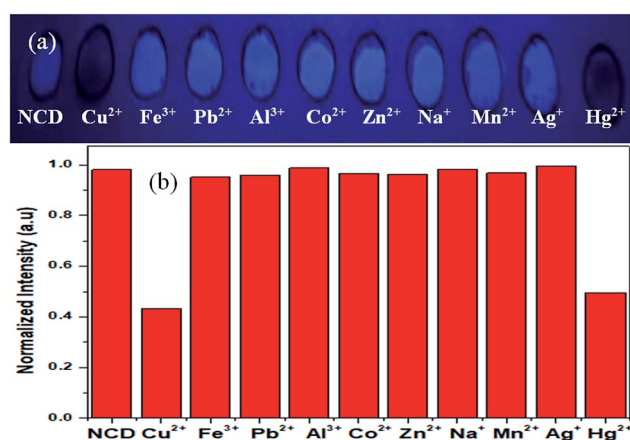 (a)
NCD Cu²⁺ Fe³⁺ Pb²⁺ Al³⁺ Co²⁺ Zn²⁺ Na⁺ Mn²⁺ Ag⁺ Hg²⁺
(b)
Normalized Intensity (a.u)
1.0
0.8
0.6
0.4
0.2
0.0
NCD Cu²⁺ Fe³⁺ Pb²⁺ Al³⁺ Co²⁺ Zn²⁺ Na⁺ Mn²⁺ Ag⁺ Hg²⁺